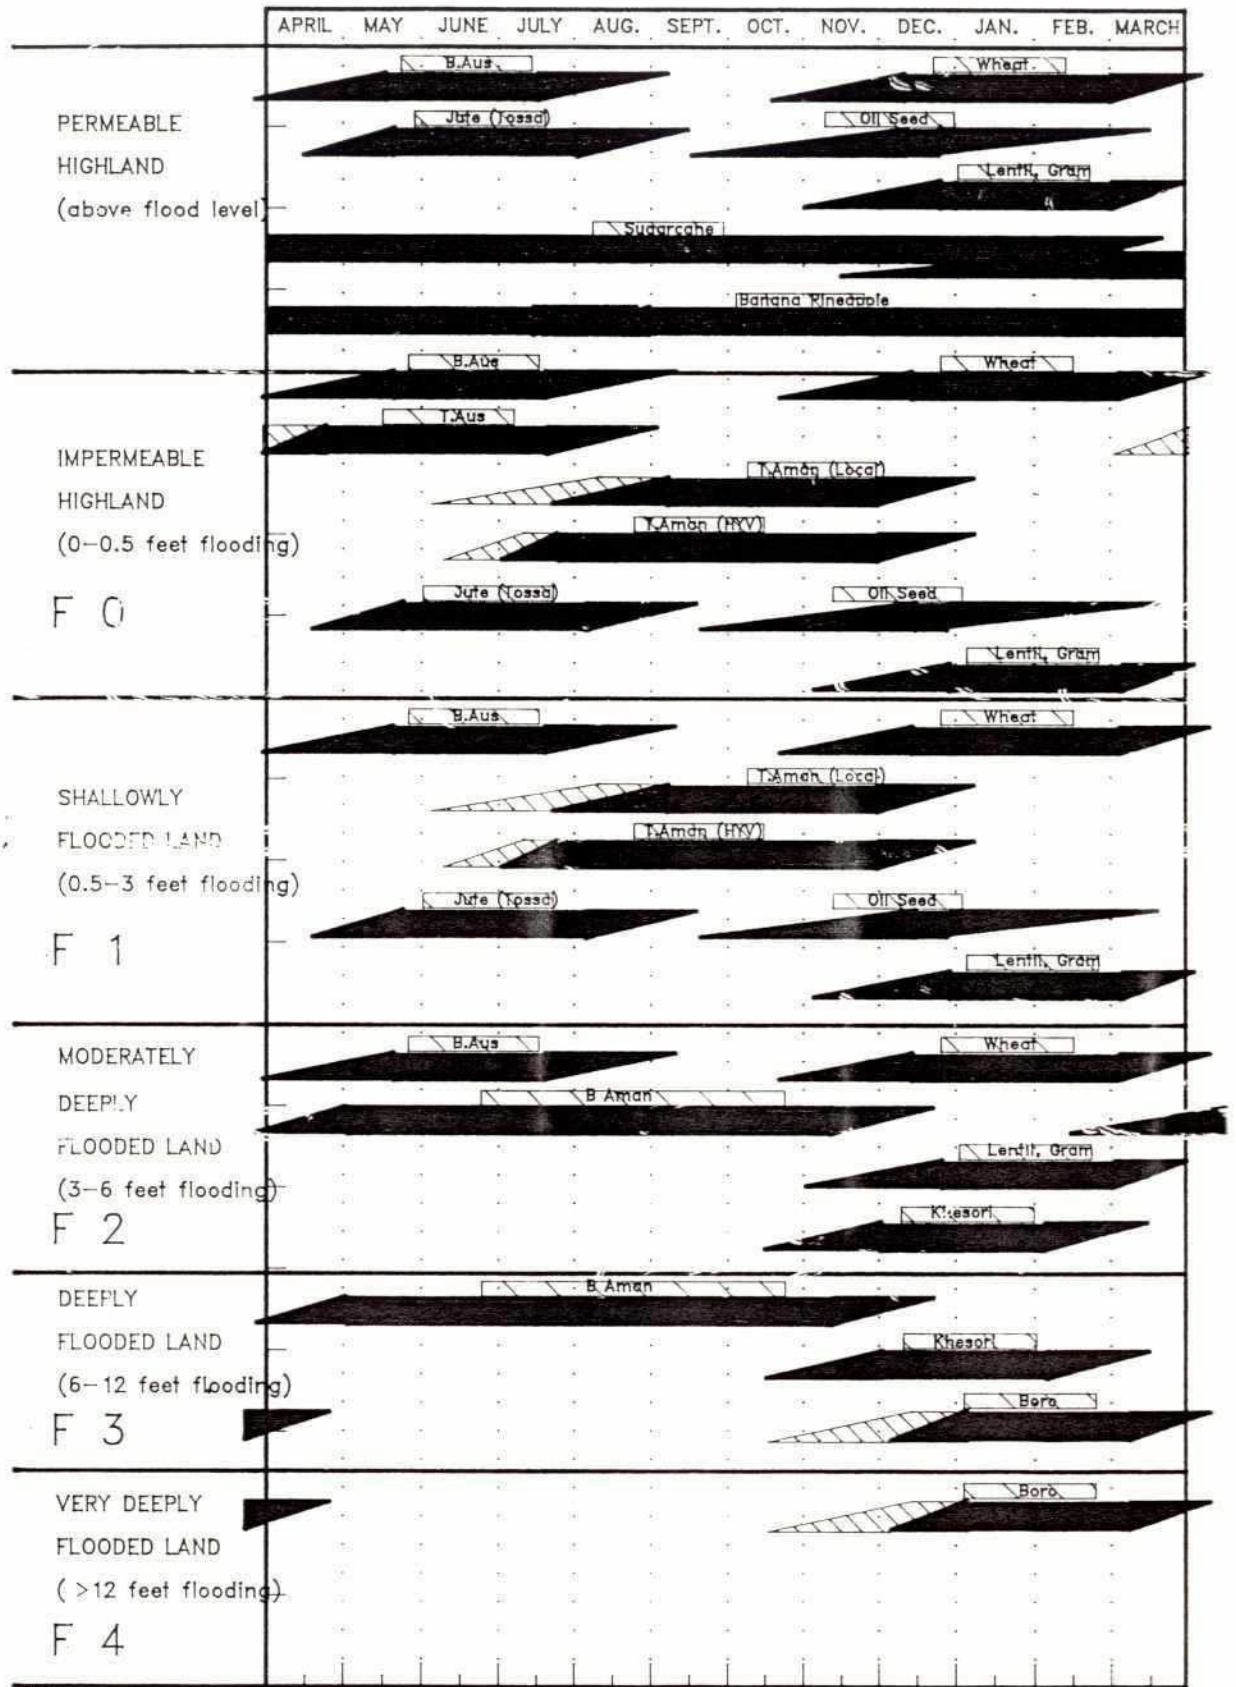 APRIL MAY JUNE JULY AUG. SEPT. OCT. NOV. DEC. JAN. FEB. MARCH
B.Aus Wheat
PERMEABLE
Jute (Tossa) Oil Seed
HIGHLAND
Lentil, Gram
(above flood level)
Sugarcane
Banana Pineapple
B.Aus Wheat
T.Aus
IMPERMEABLE
T.Aman (Local)
HIGHLAND
T.Aman (HYV)
(0-0.5 feet flooding)
Jute (Tossa) Oil Seed
F 0
Lentil, Gram
B.Aus Wheat
T.Aman (Local)
SHALLOWLY
T.Aman (HYV)
FLOODED LAND
(0.5-3 feet flooding)
Jute (Tossa) Oil Seed
F 1
Lentil, Gram
B.Aus Wheat
MODERATELY
B Aman
DEEPLY
FLOODED LAND
Lentil, Gram
(3-6 feet flooding)
Khesori
F 2
B Aman
DEEPLY
FLOODED LAND
Khesori
(6-12 feet flooding)
Boro
F 3
Boro
VERY DEEPLY
FLOODED LAND
( >12 feet flooding)
F 4